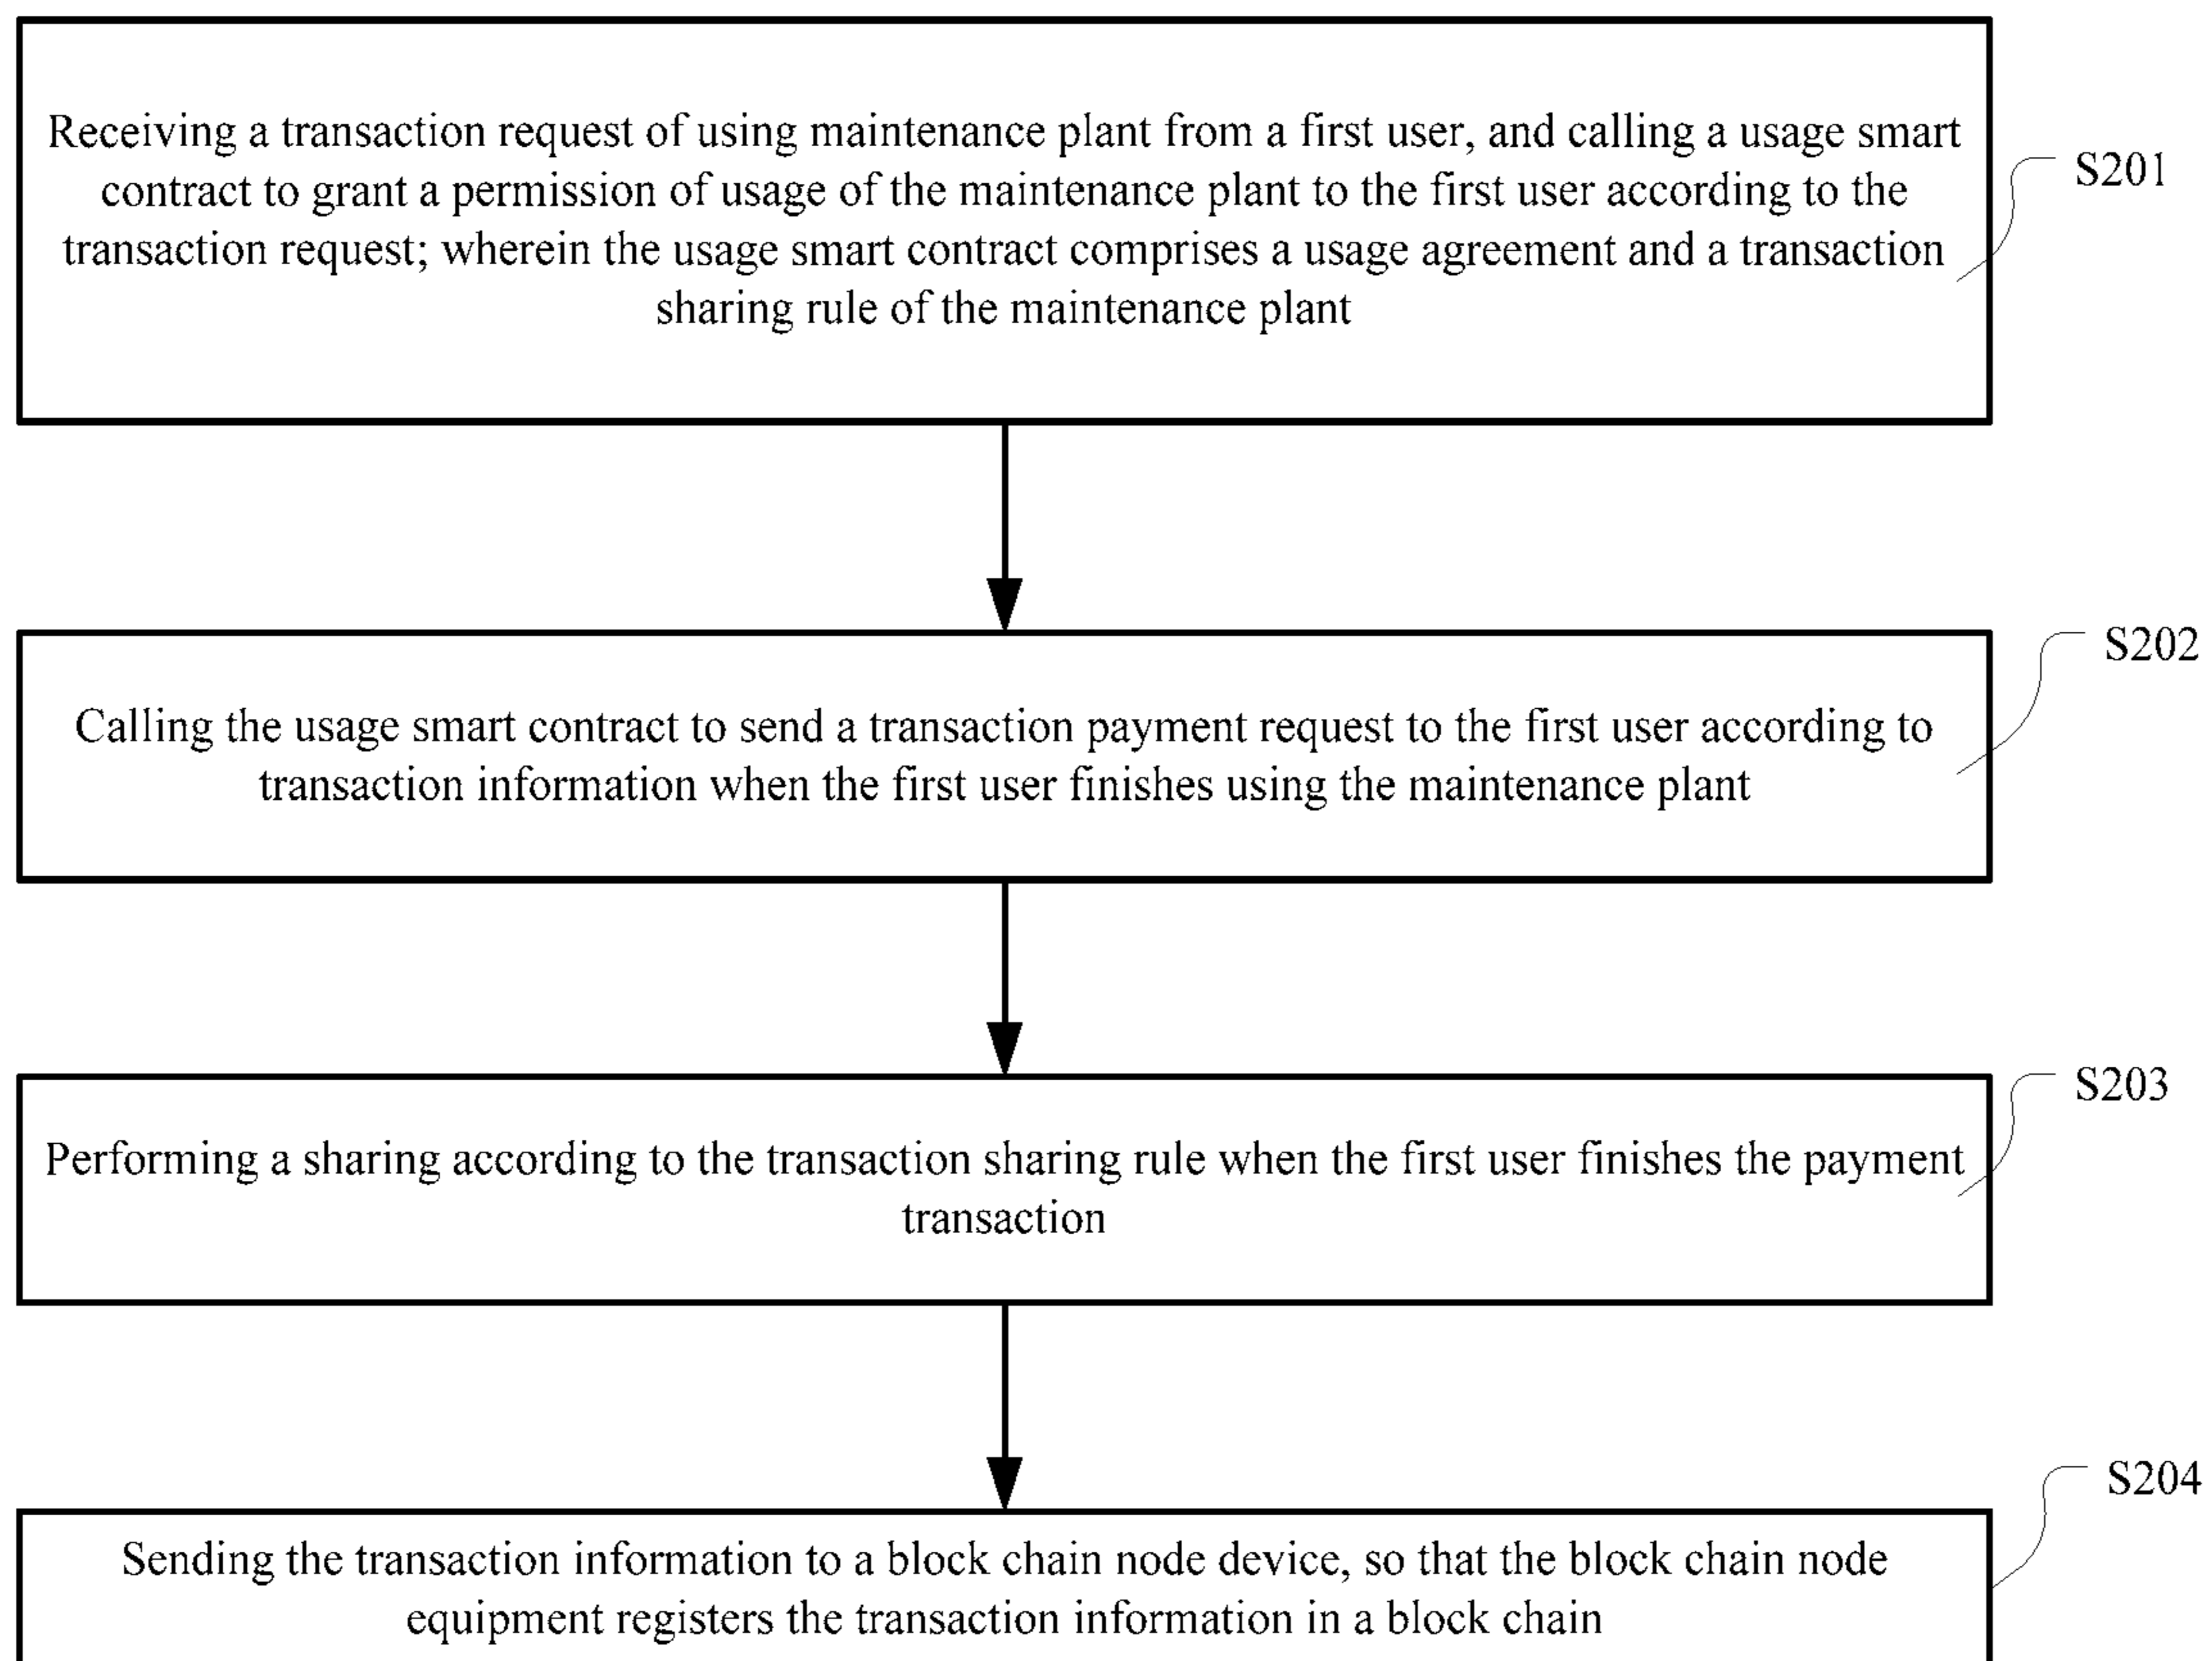 Receiving a transaction request of using maintenance plant from a first user, and calling a usage smart
contract to grant a permission of usage of the maintenance plant to the first user according to the
transaction request; wherein the usage smart contract comprises a usage agreement and a transaction
sharing rule of the maintenance plant
S201
Calling the usage smart contract to send a transaction payment request to the first user according to
transaction information when the first user finishes using the maintenance plant
S202
Performing a sharing according to the transaction sharing rule when the first user finishes the payment
transaction
S203
Sending the transaction information to a block chain node device, so that the block chain node
equipment registers the transaction information in a block chain
S204